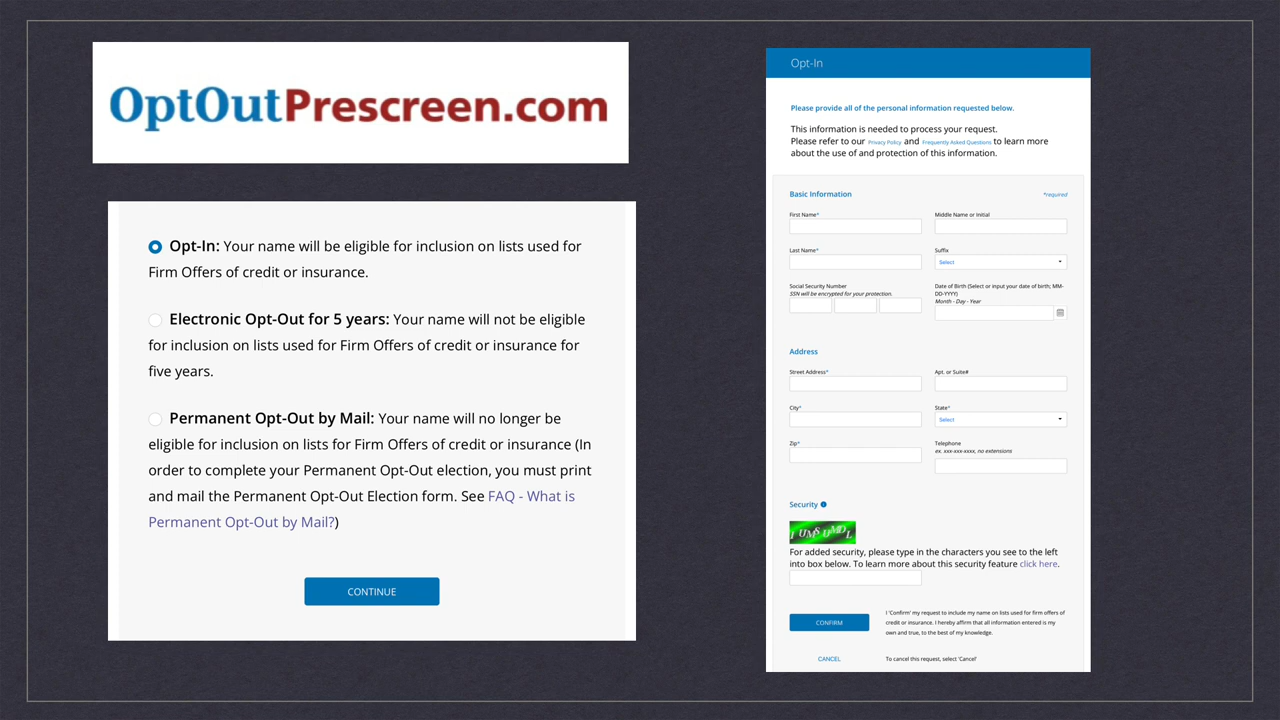 OptOutPrescreen.com
Opt-In: Your name will be eligible for inclusion on lists used for
Firm Offers of credit or insurance.
Electronic Opt-Out for 5 years: Your name will not be eligible
for inclusion on lists used for Firm Offers of credit or insurance for
five years.
Permanent Opt-Out by Mail: Your name will no longer be
eligible for inclusion on lists for Firm Offers of credit or insurance (In
order to complete your Permanent Opt-Out election, you must print
and mail the Permanent Opt-Out Election form. See FAQ - What is
Permanent Opt-Out by Mail?)
CONTINUE
Opt-In
Please provide all of the personal information requested below.
This information is needed to process your request.
Please refer to our Privacy Policy and Frequently Asked Questions to learn more
about the use of and protection of this information.
Basic Information *required
First Name* Middle Name or Initial
Last Name* Suffix
Select
Social Security Number Date of Birth (Select or input your date of birth; MM-
SSN will be encrypted for your protection. DD-YYYY)
Month - Day - Year
Address
Street Address* Apt. or Suite#
City* State*
Select
Zip* Telephone
ex. xxx-xxx-xxxx, no extensions
Security
For added security, please type in the characters you see to the left
into box below. To learn more about this security feature click here.
I 'Confirm' my request to include my name on lists used for firm offers of
CONFIRM credit or insurance. I hereby affirm that all information entered is my
own and true, to the best of my knowledge.
CANCEL To cancel this request, select 'Cancel'